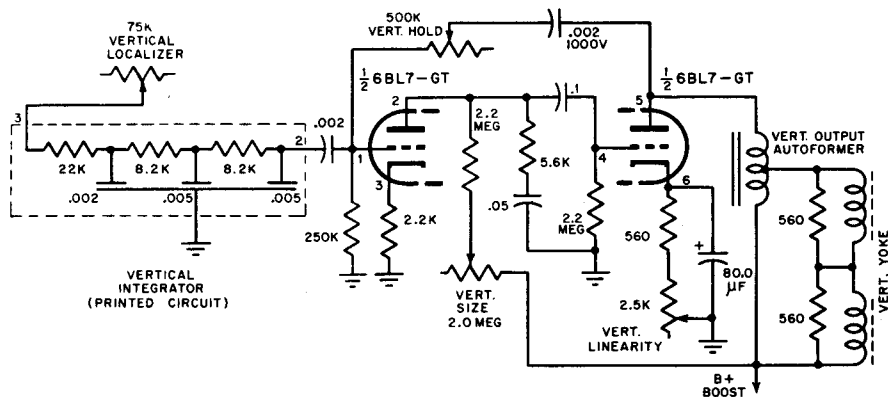 75K
VERTICAL
LOCALIZER
500K
VERT. HOLD
.002
1000V
½ 6BL7-GT
½ 6BL7-GT
3
22K
8.2K
8.2K
2
.002
.002
.005
.005
VERTICAL
INTEGRATOR
(PRINTED CIRCUIT)
1
2
3
250K
2.2K
2.2
MEG
5.6K
.05
.1
VERT.
SIZE
2.0 MEG
4
5
6
2.2
MEG
560
2.5K
VERT.
LINEARITY
+
80.0
µF
VERT. OUTPUT
AUTOFORMER
560
560
VERT. YOKE
B+
BOOST